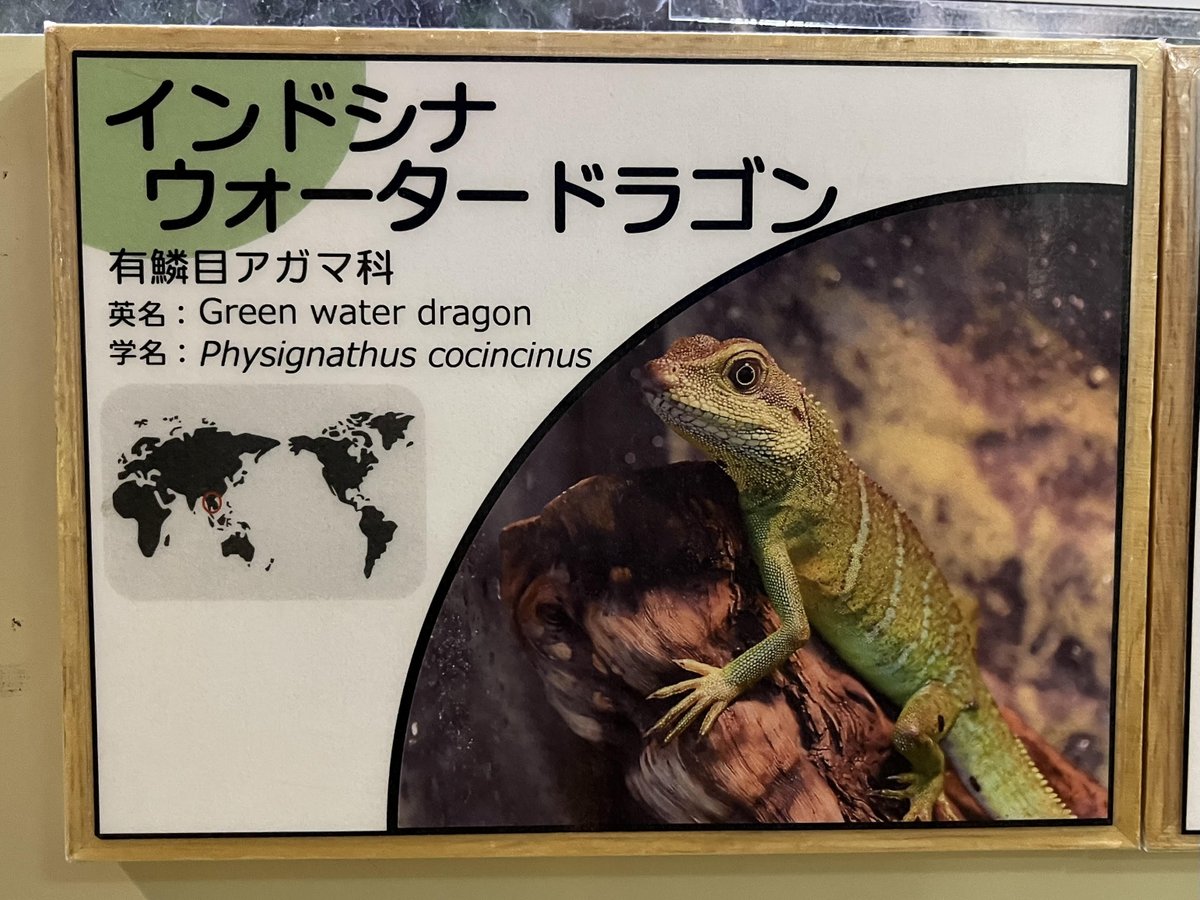 インドシナ
ウォータードラゴン
有鱗目アガマ科
英名：Green water dragon
学名：Physignathus cocincinus